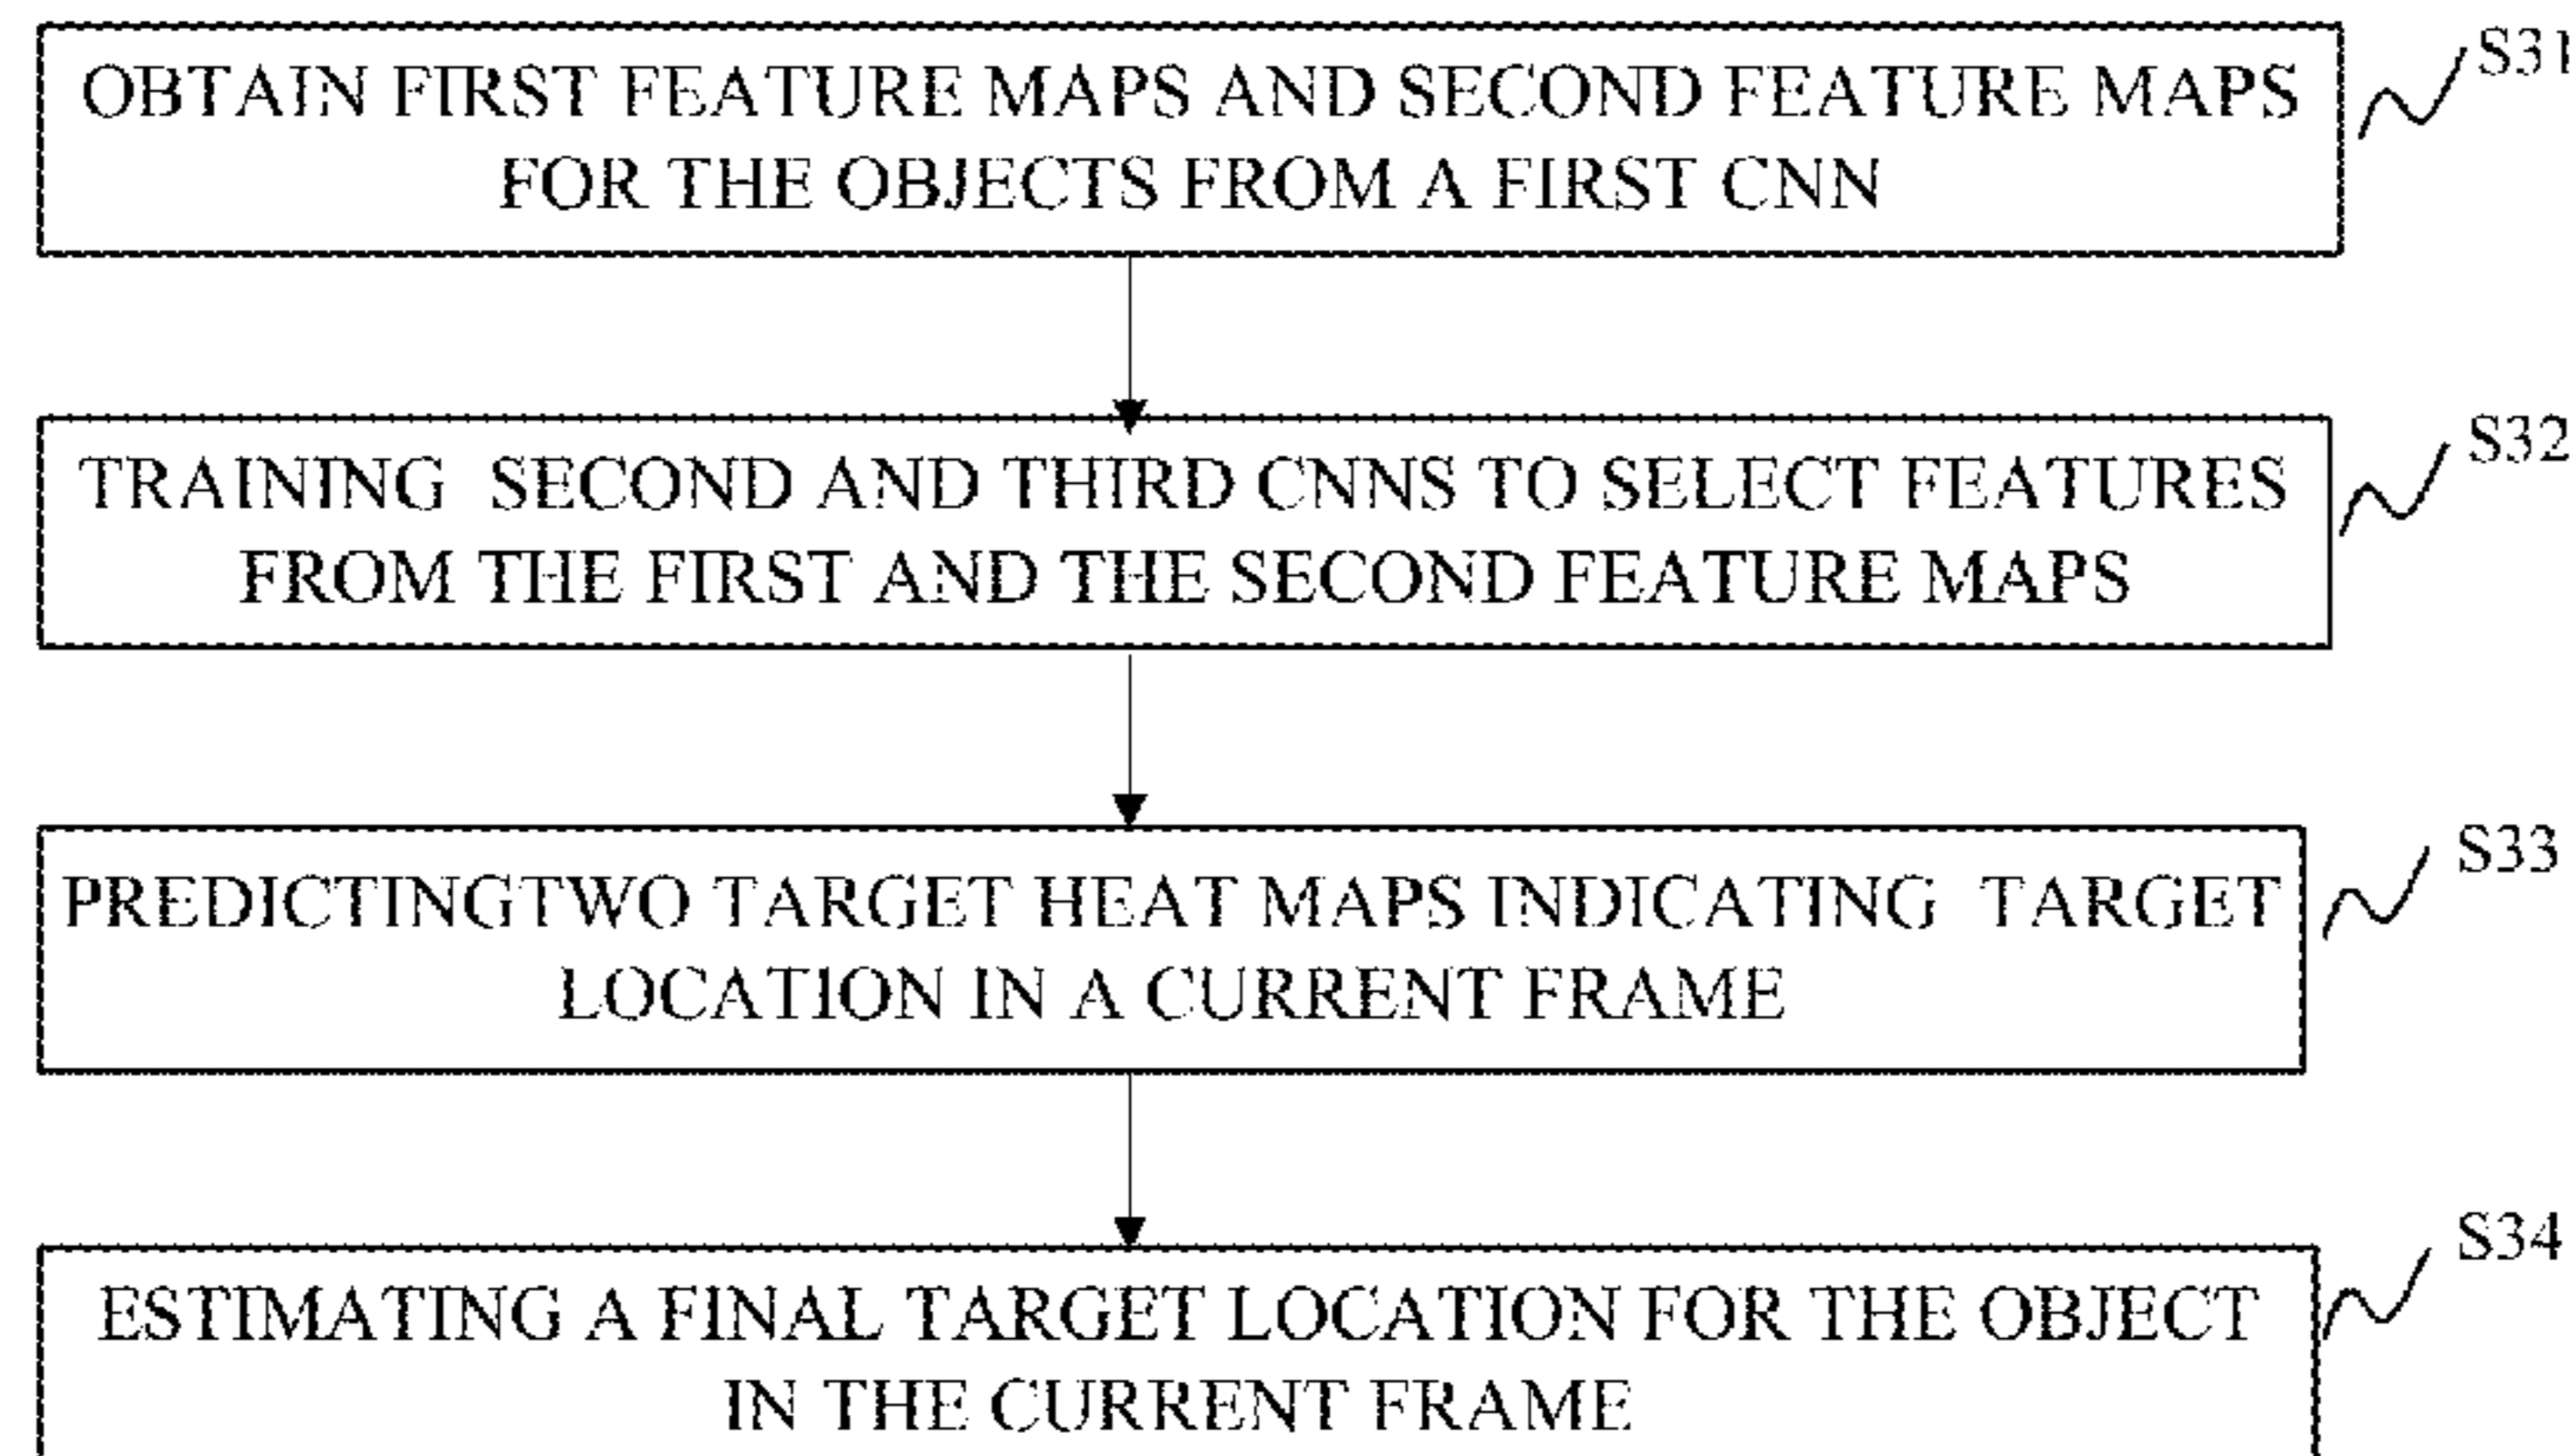 OBTAIN FIRST FEATURE MAPS AND SECOND FEATURE MAPS
FOR THE OBJECTS FROM A FIRST CNN
S31
TRAINING SECOND AND THIRD CNNS TO SELECT FEATURES
FROM THE FIRST AND THE SECOND FEATURE MAPS
S32
PREDICTINGTWO TARGET HEAT MAPS INDICATING TARGET
LOCATION IN A CURRENT FRAME
S33
ESTIMATING A FINAL TARGET LOCATION FOR THE OBJECT
IN THE CURRENT FRAME
S34